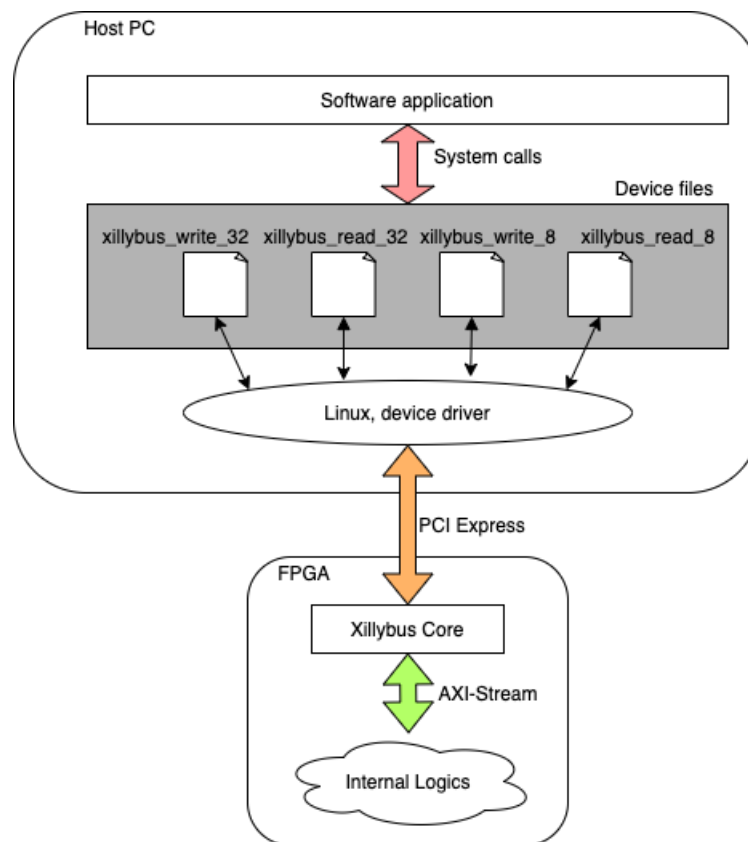 Host PC
Software application
System calls
Device files
xillybus_write_32 xillybus_read_32 xillybus_write_8 xillybus_read_8
Linux, device driver
PCI Express
FPGA
Xillybus Core
AXI-Stream
Internal Logics